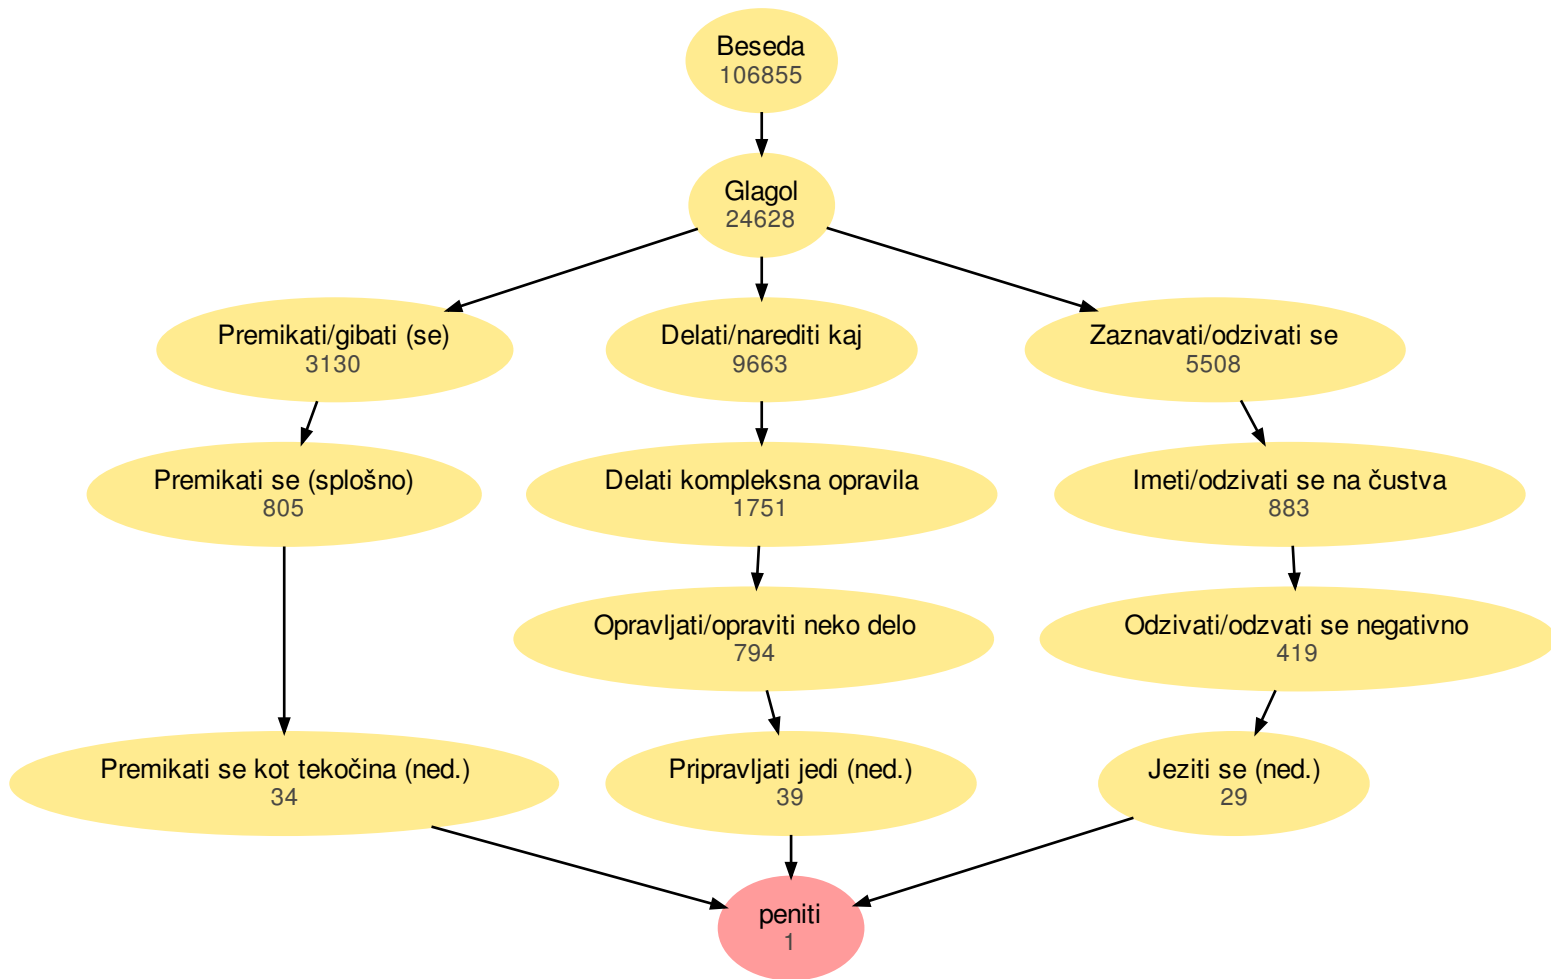 Beseda
106855
Glagol
24628
Premikati/gibati (se)
3130
Delati/narediti kaj
9663
Zaznavati/odzivati se
5508
Premikati se (splošno)
805
Delati kompleksna opravila
1751
Imeti/odzivati se na čustva
883
Opravljati/opraviti neko delo
794
Odzivati/odzvati se negativno
419
Premikati se kot tekočina (ned.)
34
Pripravljati jedi (ned.)
39
Jeziti se (ned.)
29
peniti
1